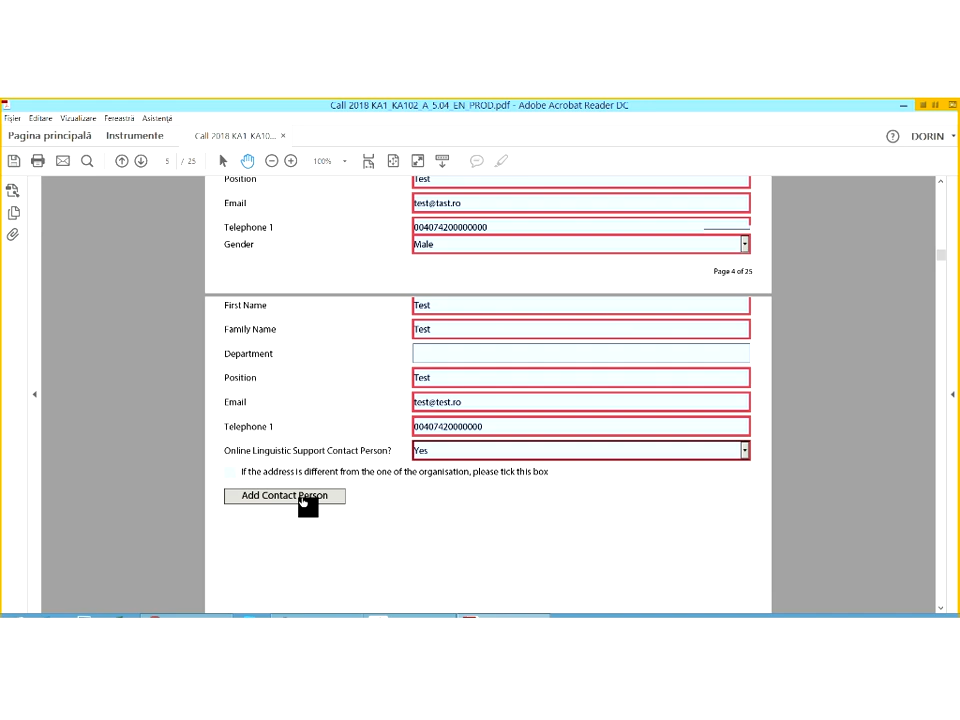 Call 2018 KA1_KA102_A_5.04_EN_PROD.pdf - Adobe Acrobat Reader DC
Fișier Editare Vizualizare Fereastră Asistență
Pagina principală Instrumente Call 2018 KA1_KA10... × DORIN
5 / 25 100%
Position Test
Email test@tast.ro
Telephone 1 004074200000000
Gender Male
Page 4 of 25
First Name Test
Family Name Test
Department
Position Test
Email test@test.ro
Telephone 1 00407420000000
Online Linguistic Support Contact Person? Yes
If the address is different from the one of the organisation, please tick this box
Add Contact Person